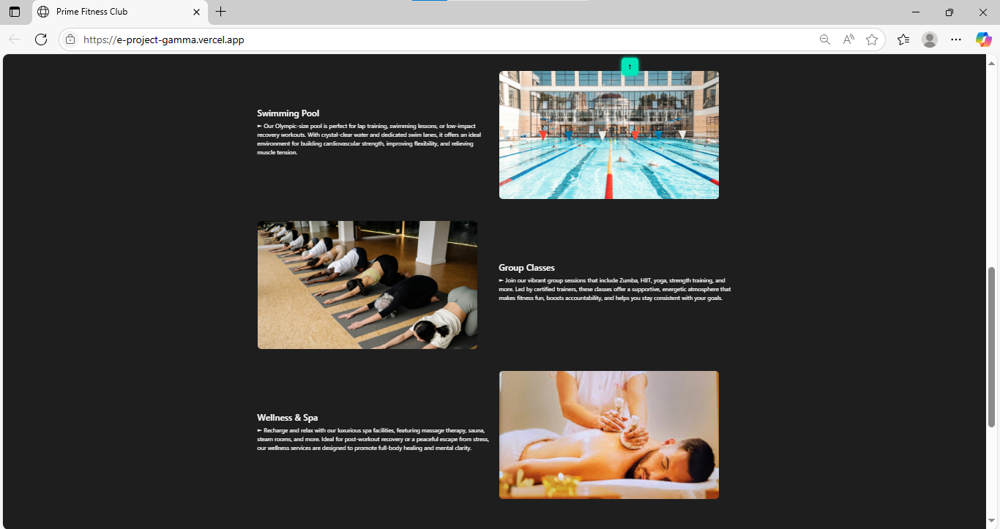 Prime Fitness Club
https://e-project-gamma.vercel.app
↑
Swimming Pool
► Our Olympic-size pool is perfect for lap training, swimming lessons, or low-impact
recovery workouts. With crystal-clear water and dedicated swim lanes, it offers an ideal
environment for building cardiovascular strength, improving flexibility, and relieving
muscle tension.
Group Classes
► Join our vibrant group sessions that include Zumba, HIIT, yoga, strength training, and
more. Led by certified trainers, these classes offer a supportive, energetic atmosphere that
makes fitness fun, boosts accountability, and helps you stay consistent with your goals.
Wellness & Spa
► Recharge and relax with our luxurious spa facilities, featuring massage therapy, sauna,
steam rooms, and more. Ideal for post-workout recovery or a peaceful escape from stress,
our wellness services are designed to promote full-body healing and mental clarity.